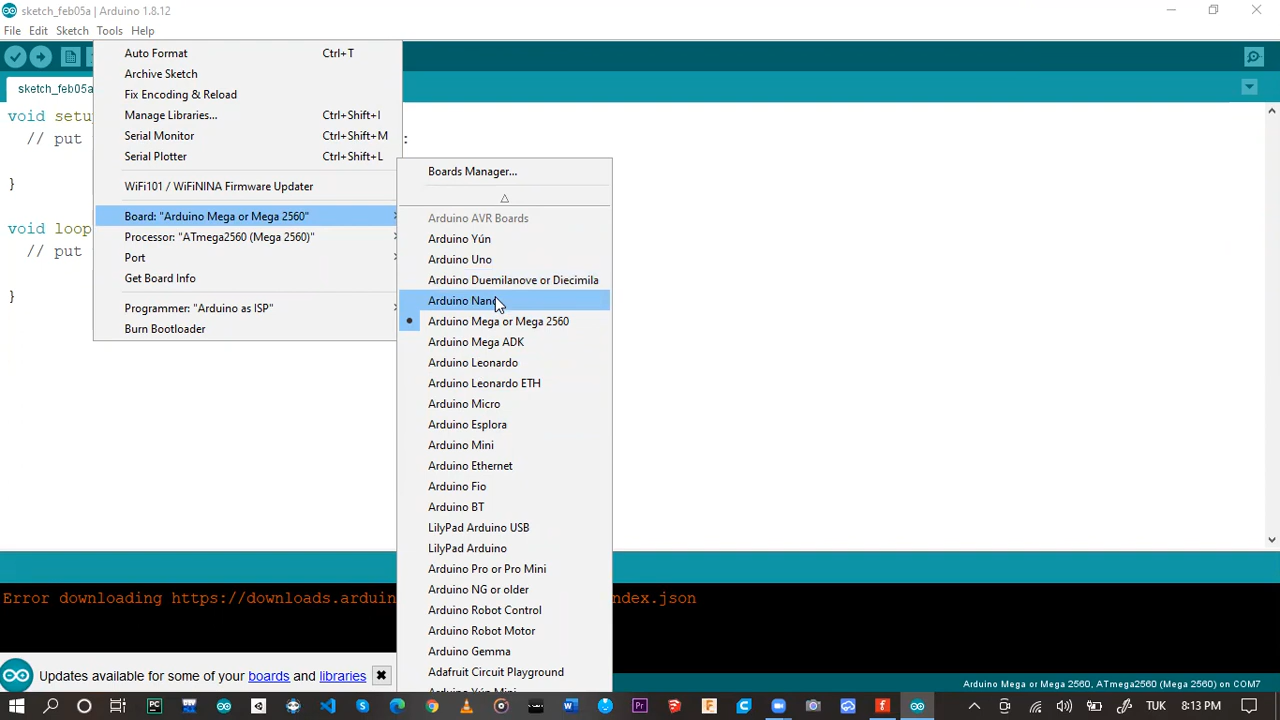 sketch_feb05a | Arduino 1.8.12
File Edit Sketch Tools Help
sketch_feb05a
void setu
// put
:
}
void loop
// put
}
Auto Format Ctrl+T
Archive Sketch
Fix Encoding & Reload
Manage Libraries... Ctrl+Shift+I
Serial Monitor Ctrl+Shift+M
Serial Plotter Ctrl+Shift+L
WiFi101 / WiFiNINA Firmware Updater
Board: "Arduino Mega or Mega 2560"
Processor: "ATmega2560 (Mega 2560)"
Port
Get Board Info
Programmer: "Arduino as ISP"
Burn Bootloader
Boards Manager...
Arduino AVR Boards
Arduino Yún
Arduino Uno
Arduino Duemilanove or Diecimila
Arduino Nano
Arduino Mega or Mega 2560
Arduino Mega ADK
Arduino Leonardo
Arduino Leonardo ETH
Arduino Micro
Arduino Esplora
Arduino Mini
Arduino Ethernet
Arduino Fio
Arduino BT
LilyPad Arduino USB
LilyPad Arduino
Arduino Pro or Pro Mini
Arduino NG or older
Arduino Robot Control
Arduino Robot Motor
Arduino Gemma
Adafruit Circuit Playground
Arduino Yún Mini
Error downloading https://downloads.arduin
ndex.json
Updates available for some of your boards and libraries
Arduino Mega or Mega 2560, ATmega2560 (Mega 2560) on COM7
PC
TUK 8:13 PM